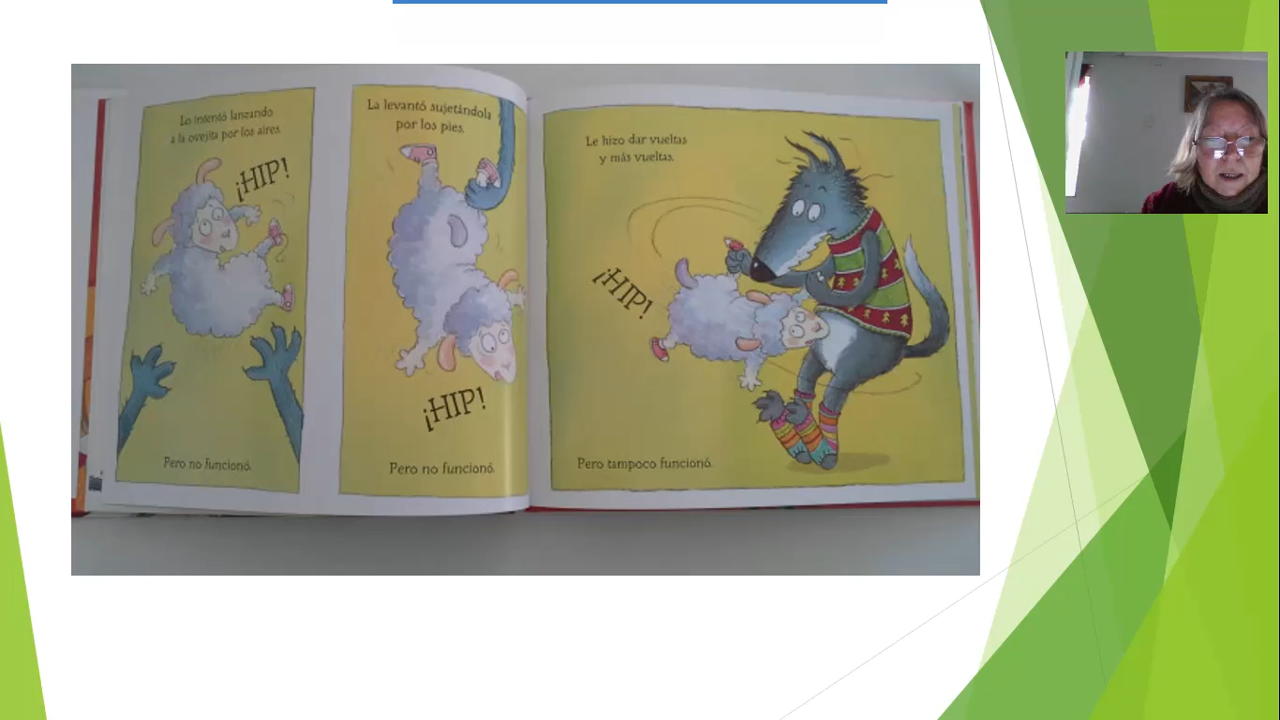 Lo intentó lanzando
a la ovejita por los aires.
¡HIP!
Pero no funcionó.
La levantó sujetándola
por los pies.
¡HIP!
Pero no funcionó.
Le hizo dar vueltas
y más vueltas.
¡HIP!
Pero tampoco funcionó.